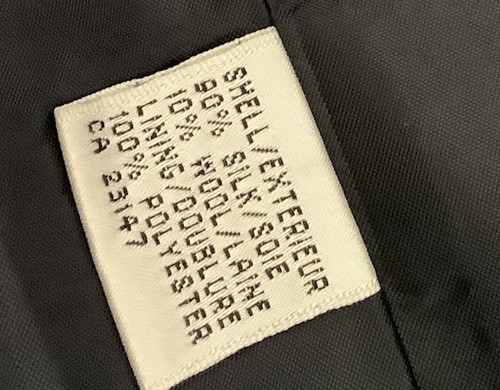 SHELL/EXTERIEUR
90% SILK/SOIE
10% WOOL/LAINE
LINING/DOUBLURE
100% POLYESTER
CA 23147